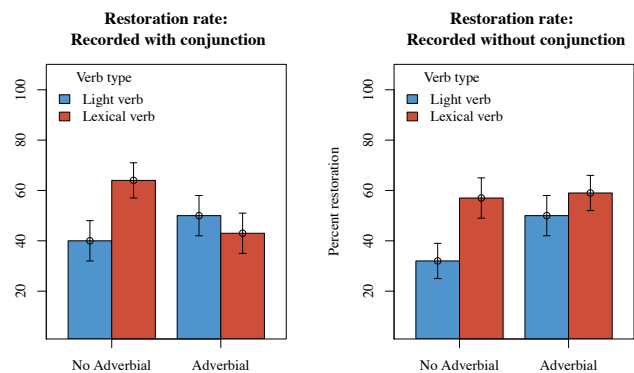 Restoration rate:
Recorded with conjunction
Verb type
Light verb
Lexical verb
100
80
60
40
20
No Adverbial Adverbial
Restoration rate:
Recorded without conjunction
Verb type
Light verb
Lexical verb
Percent restoration
100
80
60
40
20
No Adverbial Adverbial